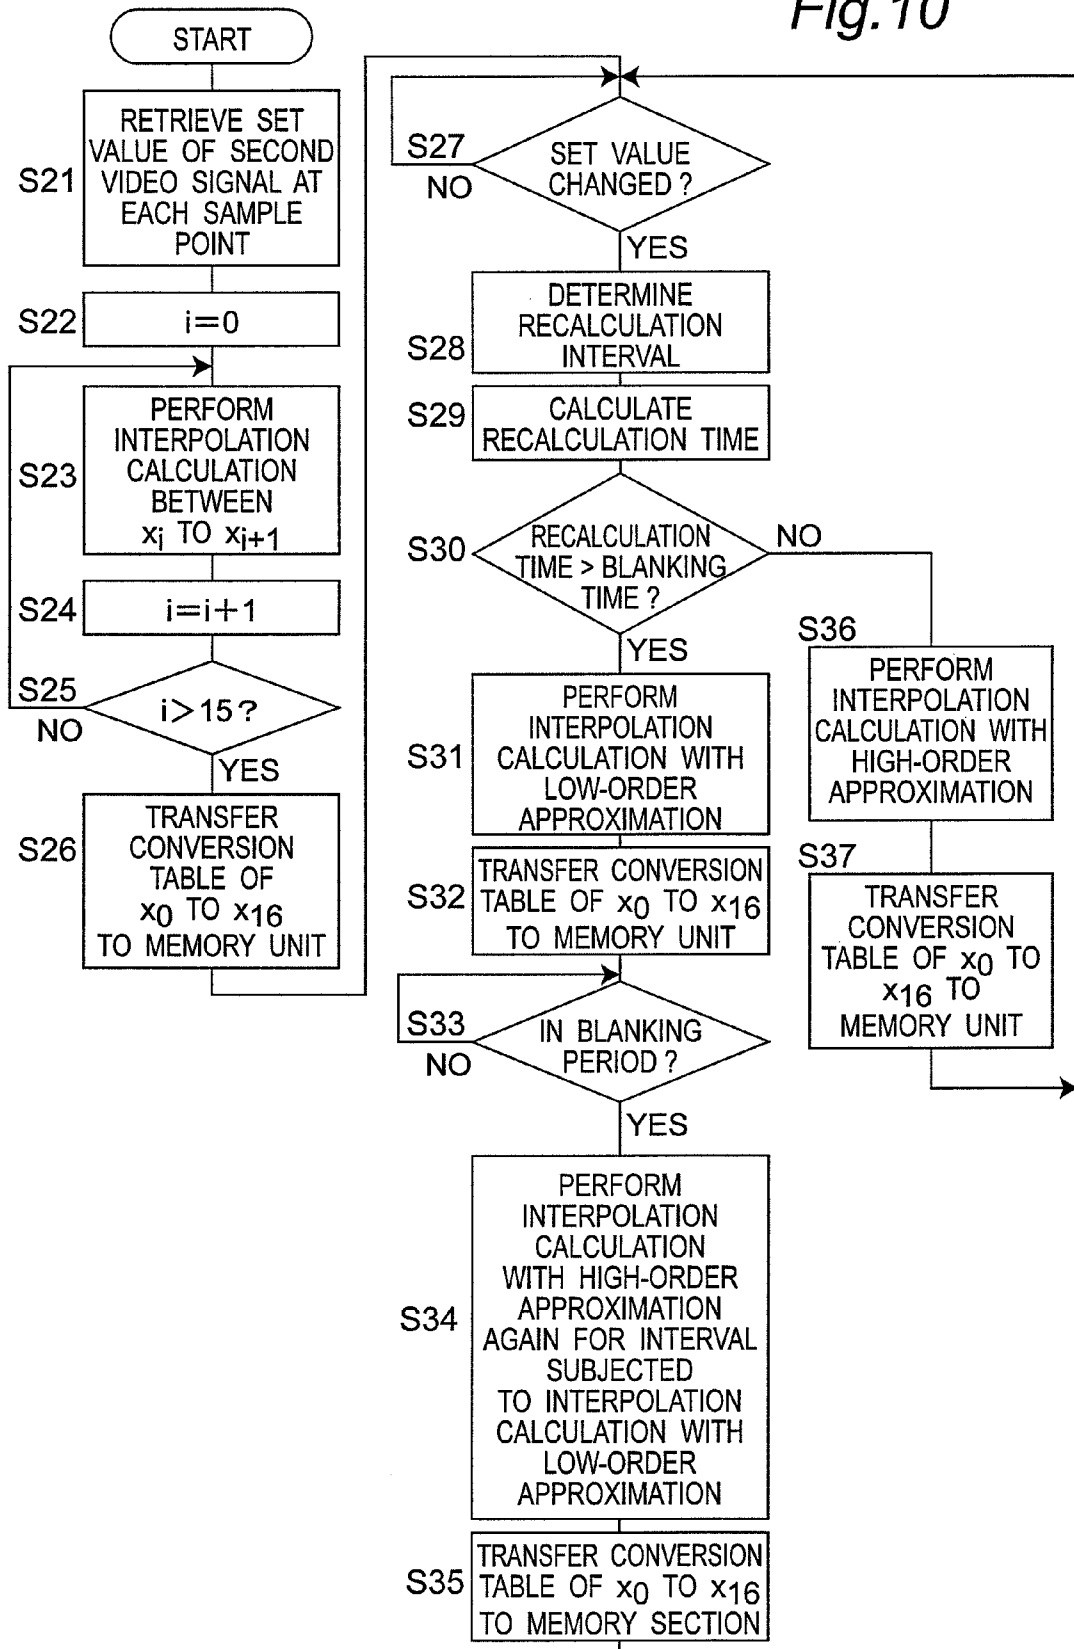 Fig.10
START
S21
RETRIEVE SET
VALUE OF SECOND
VIDEO SIGNAL AT
EACH SAMPLE
POINT
S22
i=0
S23
PERFORM
INTERPOLATION
CALCULATION
BETWEEN
xi TO xi+1
S24
i=i+1
S25
i>15?
NO
YES
S26
TRANSFER
CONVERSION
TABLE OF
x0 TO x16
TO MEMORY UNIT
S27
SET VALUE
CHANGED?
NO
YES
S28
DETERMINE
RECALCULATION
INTERVAL
S29
CALCULATE
RECALCULATION TIME
S30
RECALCULATION
TIME > BLANKING
TIME?
NO
YES
S31
PERFORM
INTERPOLATION
CALCULATION WITH
LOW-ORDER
APPROXIMATION
S32
TRANSFER CONVERSION
TABLE OF x0 TO x16
TO MEMORY UNIT
S33
IN BLANKING
PERIOD?
NO
YES
S34
PERFORM
INTERPOLATION
CALCULATION
WITH HIGH-ORDER
APPROXIMATION
AGAIN FOR INTERVAL
SUBJECTED
TO INTERPOLATION
CALCULATION WITH
LOW-ORDER
APPROXIMATION
S35
TRANSFER CONVERSION
TABLE OF x0 TO x16
TO MEMORY SECTION
S36
PERFORM
INTERPOLATION
CALCULATION WITH
HIGH-ORDER
APPROXIMATION
S37
TRANSFER
CONVERSION
TABLE OF x0 TO
x16 TO
MEMORY UNIT